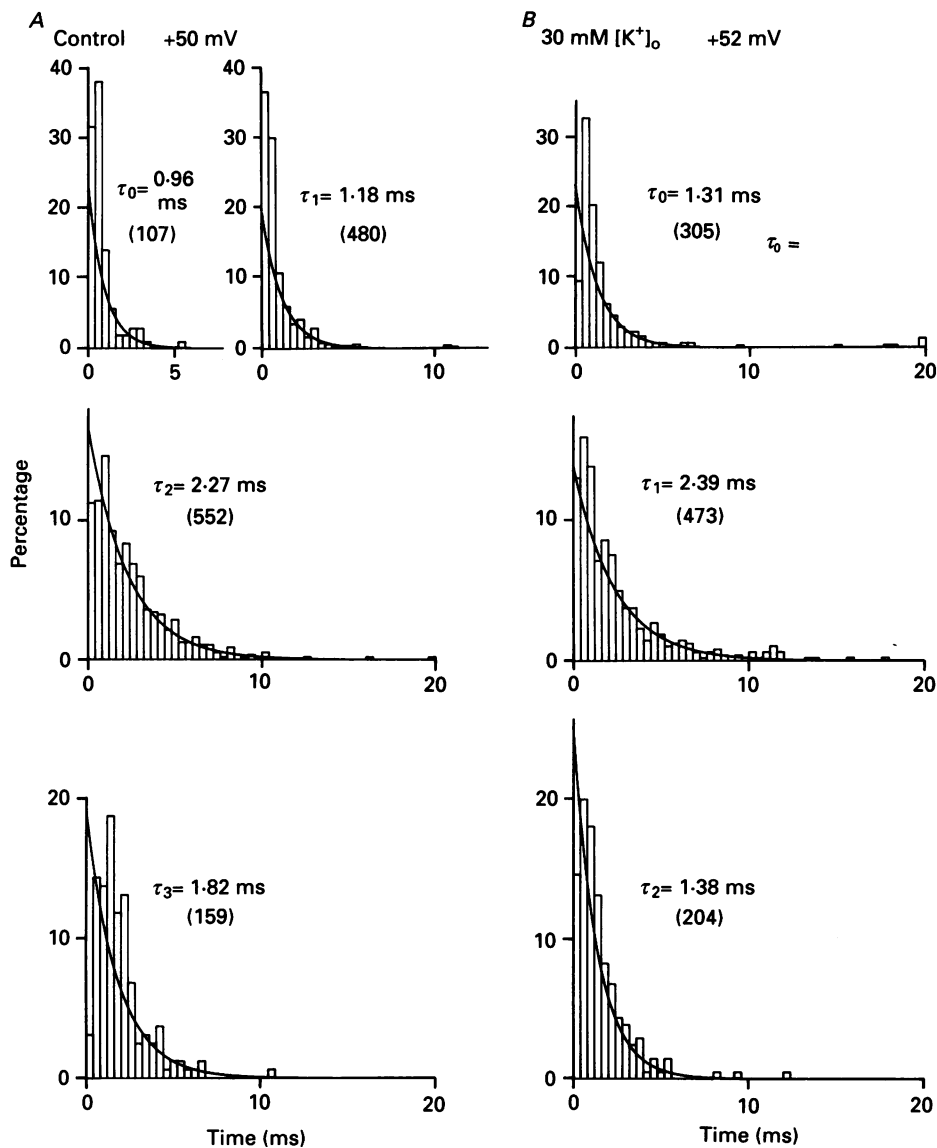 A
Control +50 mV
40
30
20
10
0
0 5
τ0= 0·96
ms
(107)
40
30
20
10
0
0 10
τ1= 1·18 ms
(480)
B
30 mM [K+]o +52 mV
30
20
10
0
0 10 20
τ0= 1·31 ms
(305)
τ0 =
Percentage
10
0
0 10 20
τ2= 2·27 ms
(552)
10
0
0 10 20
τ1= 2·39 ms
(473)
20
10
0
0 10 20
τ3= 1·82 ms
(159)
Time (ms)
20
10
0
0 10 20
τ2= 1·38 ms
(204)
Time (ms)